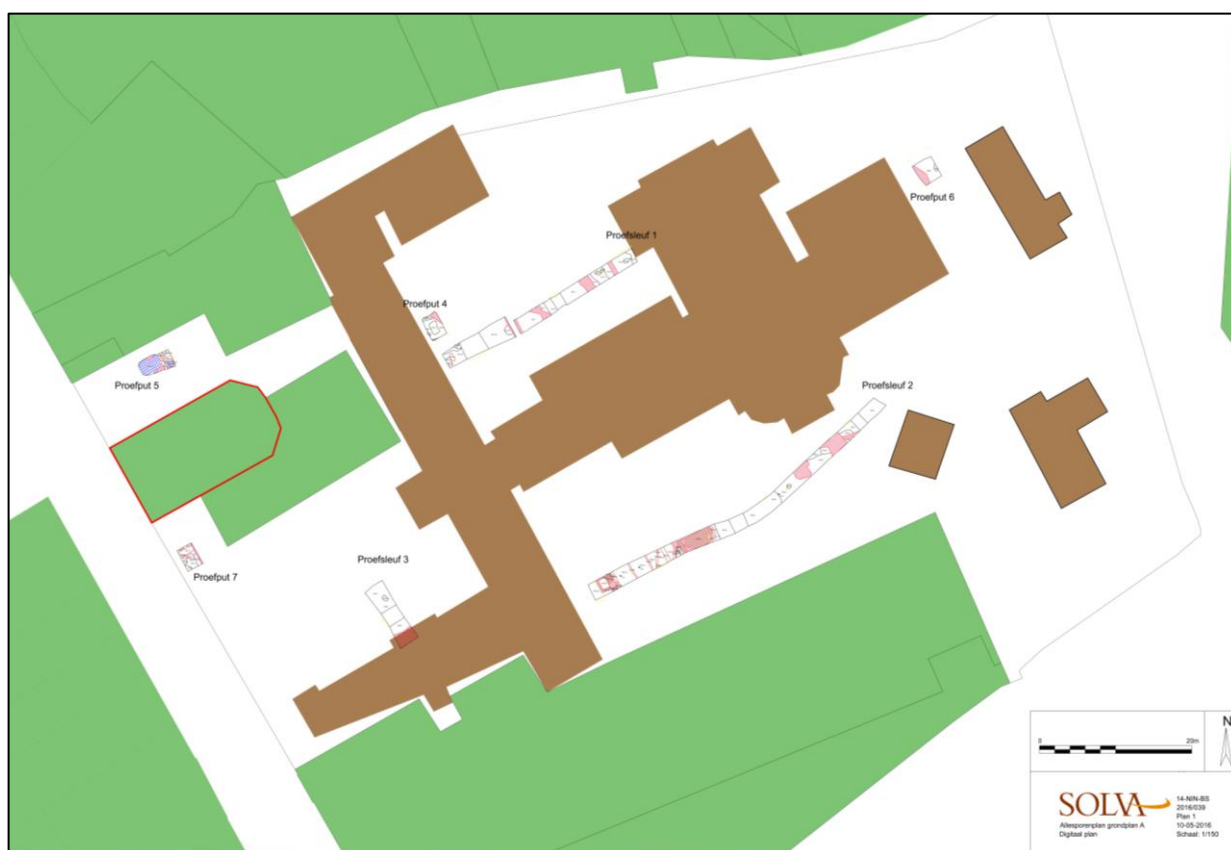 Proefput 6
Proefsleuf 1
Proefput 4
Proefput 5
Proefsleuf 2
Proefsleuf 3
Proefput 7
N
0 20m
SOLVA
Allesporenplan grondplan A
Digitaal plan
14-NIN-BS
2016/039
Plan 1
10-05-2016
Schaal: 1/150